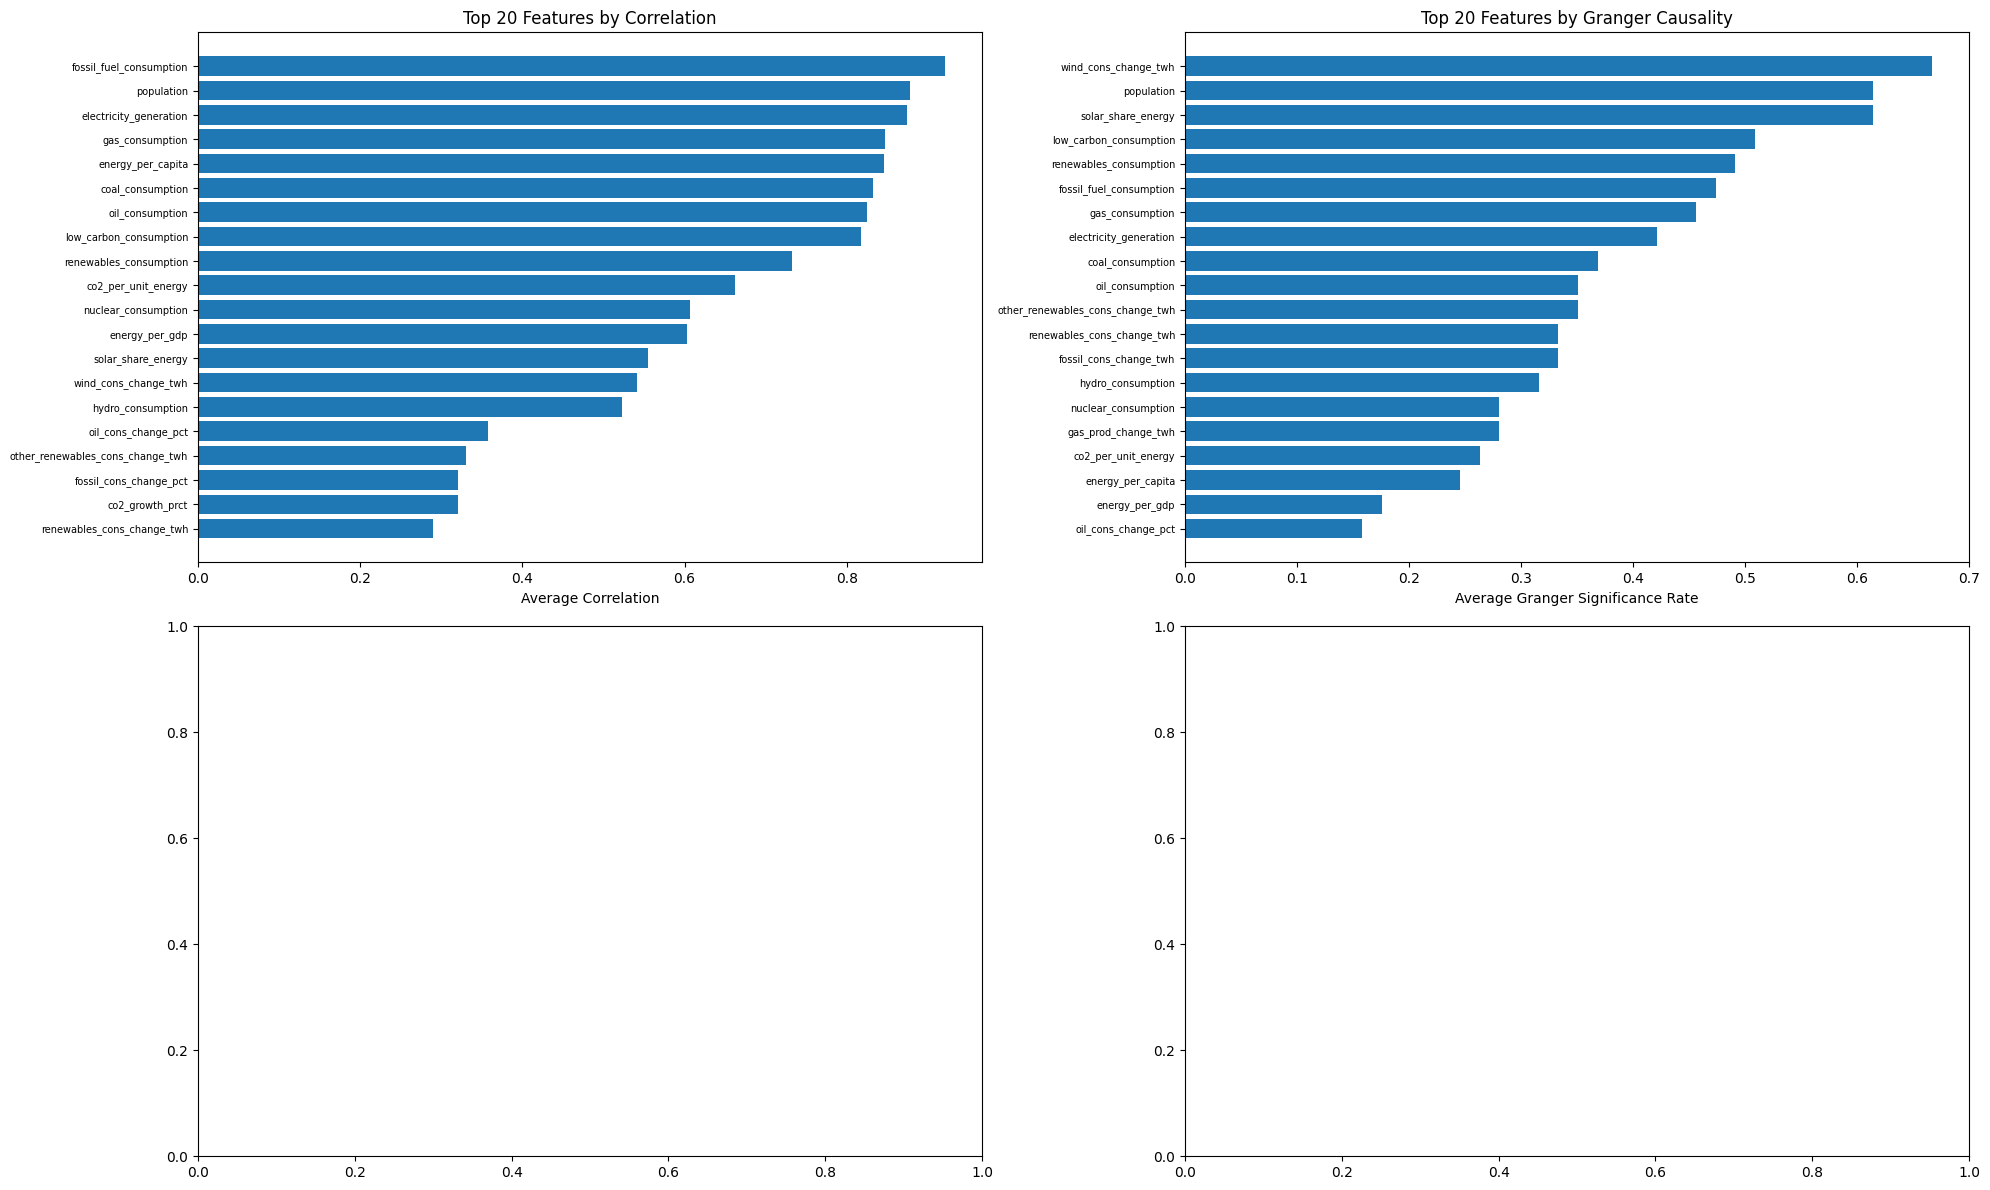 Top 20 Features by Correlation
fossil_fuel_consumption
population
electricity_generation
gas_consumption
energy_per_capita
coal_consumption
oil_consumption
low_carbon_consumption
renewables_consumption
co2_per_unit_energy
nuclear_consumption
energy_per_gdp
solar_share_energy
wind_cons_change_twh
hydro_consumption
oil_cons_change_pct
other_renewables_cons_change_twh
fossil_cons_change_pct
co2_growth_prct
renewables_cons_change_twh
0.0 0.2 0.4 0.6 0.8
Average Correlation
Top 20 Features by Granger Causality
wind_cons_change_twh
population
solar_share_energy
low_carbon_consumption
renewables_consumption
fossil_fuel_consumption
gas_consumption
electricity_generation
coal_consumption
oil_consumption
other_renewables_cons_change_twh
renewables_cons_change_twh
fossil_cons_change_twh
hydro_consumption
nuclear_consumption
gas_prod_change_twh
co2_per_unit_energy
energy_per_capita
energy_per_gdp
oil_cons_change_pct
0.0 0.1 0.2 0.3 0.4 0.5 0.6 0.7
Average Granger Significance Rate
1.0
0.8
0.6
0.4
0.2
0.0
0.0 0.2 0.4 0.6 0.8 1.0
1.0
0.8
0.6
0.4
0.2
0.0
0.0 0.2 0.4 0.6 0.8 1.0